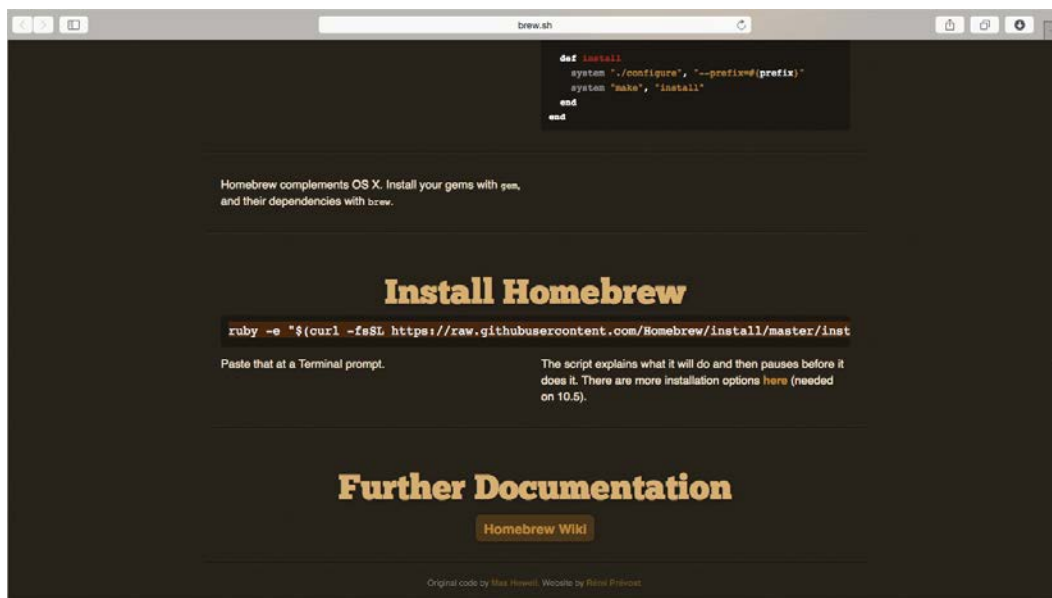 brew.sh
def install
system "./configure", "--prefix=#{prefix}"
system "make", "install"
end
end
Homebrew complements OS X. Install your gems with gem,
and their dependencies with brew.
Install Homebrew
ruby -e "$(curl -fsSL https://raw.githubusercontent.com/Homebrew/install/master/inst
Paste that at a Terminal prompt.
The script explains what it will do and then pauses before it
does it. There are more installation options here (needed
on 10.5).
Further Documentation
Homebrew Wiki
Original code by Max Howell. Website by Rémi Prévost.